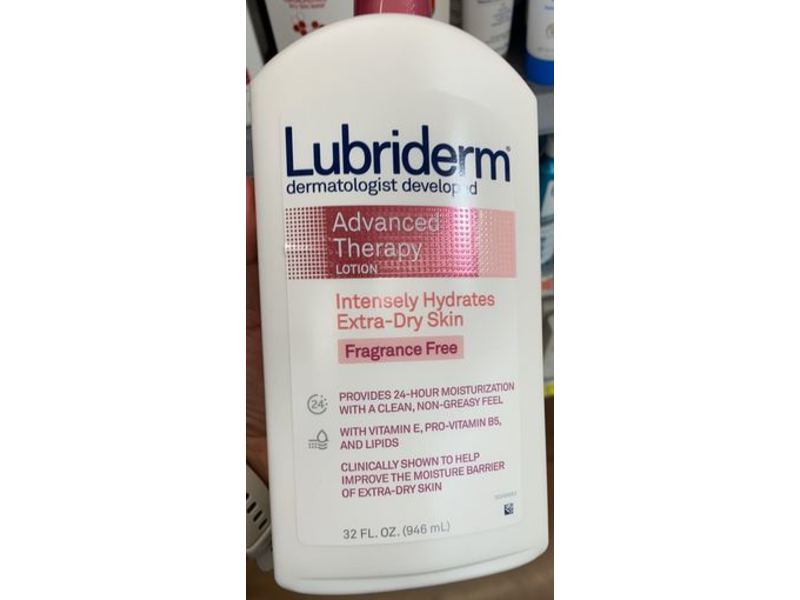 Lubriderm®
dermatologist developed
Advanced
Therapy
LOTION
Intensely Hydrates
Extra-Dry Skin
Fragrance Free
24
PROVIDES 24-HOUR MOISTURIZATION
WITH A CLEAN, NON-GREASY FEEL
WITH VITAMIN E, PRO-VITAMIN B5,
AND LIPIDS
CLINICALLY SHOWN TO HELP
IMPROVE THE MOISTURE BARRIER
OF EXTRA-DRY SKIN
32 FL. OZ. (946 mL)